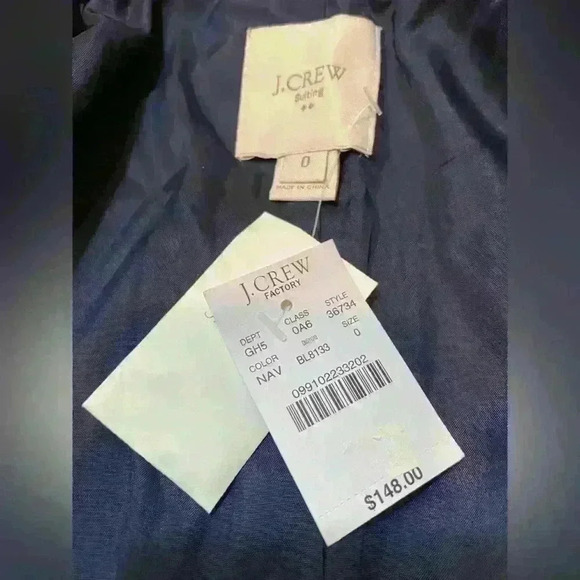 J.CREW
Suiting
0
MADE IN CHINA
J.CREW
FACTORY
DEPT CLASS STYLE
GH5 0A6 36734
COLOR SIZE
NAV BL8133 0
099102233202
$148.00